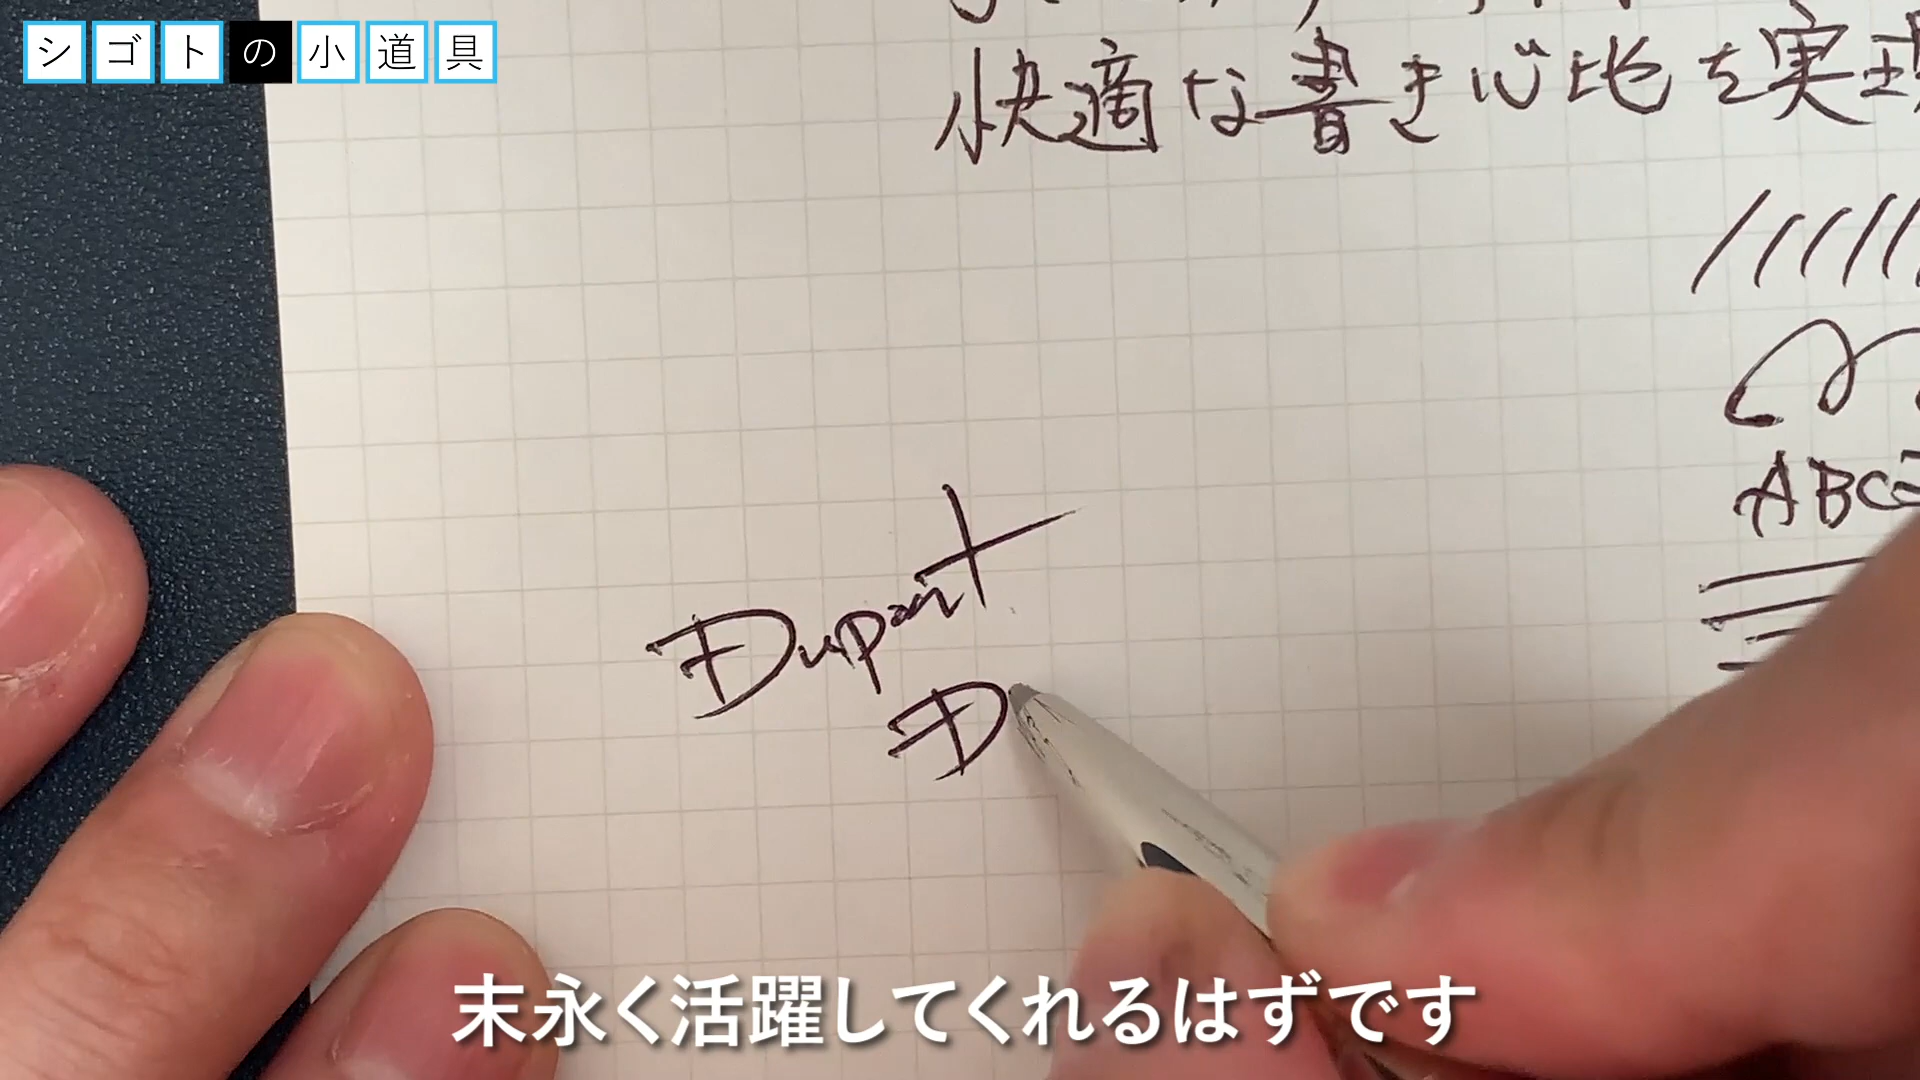 シゴトの小道具
快適な書き心地を実現
ABC
Dupont
D
末永く活躍してくれるはずです